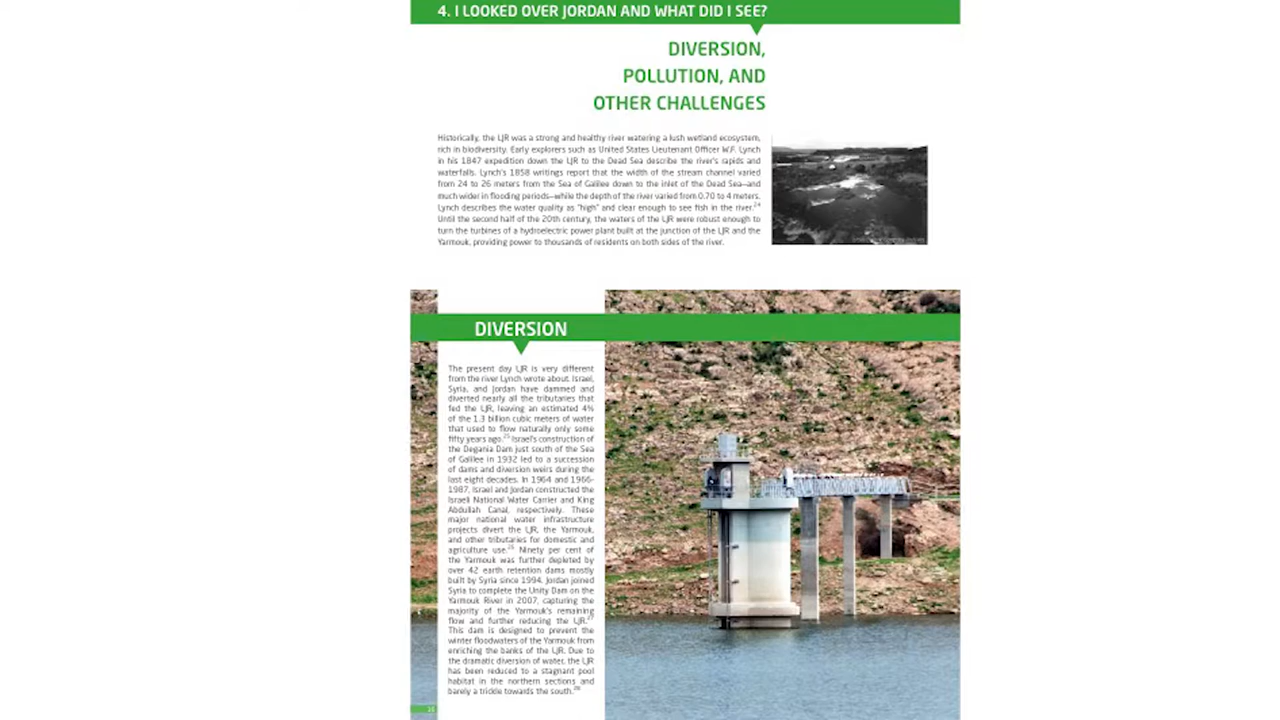 4. I LOOKED OVER JORDAN AND WHAT DID I SEE?
DIVERSION,
POLLUTION, AND
OTHER CHALLENGES
Historically, the LJR was a strong and healthy river watering a lush wetland ecosystem,
rich in biodiversity. Early explorers such as United States Lieutenant Officer W.F. Lynch
in his 1847 expedition down the LJR to the Dead Sea describe the river's rapids and
waterfalls. Lynch's 1858 writings report that the width of the stream channel varied
from 24 to 26 meters from the Sea of Galilee down to the inlet of the Dead Sea—and
much wider in flooding periods—while the depth of the river varied from 0.70 to 4 meters.
Lynch describes the water quality as "high" and clear enough to see fish in the river.24
Until the second half of the 20th century, the waters of the LJR were robust enough to
turn the turbines of a hydroelectric power plant built at the junction of the LJR and the
Yarmouk, providing power to thousands of residents on both sides of the river.
DIVERSION
The present day LJR is very different
from the river Lynch wrote about. Israel,
Syria, and Jordan have dammed and
diverted nearly all the tributaries that
fed the LJR, leaving an estimated 4%
of the 1.3 billion cubic meters of water
that used to flow naturally only some
fifty years ago.25 Israel's construction of
the Degania Dam just south of the Sea
of Galilee in 1932 led to a succession
of dams and diversion weirs during the
last eight decades. In 1964 and 1966-
1987, Israel and Jordan constructed the
Israeli National Water Carrier and King
Abdullah Canal, respectively. These
major national water infrastructure
projects divert the LJR, the Yarmouk,
and other tributaries for domestic and
agriculture use. Ninety per cent of
the Yarmouk was further depleted by
over 42 earth retention dams mostly
built by Syria since 1994. Jordan joined
Syria to complete the Unity Dam on the
Yarmouk River in 2007, capturing the
majority of the Yarmouk's remaining
flow and further reducing the LJR.27
This dam is designed to prevent the
winter floodwaters of the Yarmouk from
enriching the banks of the LJR. Due to
the dramatic diversion of water, the LJR
has been reduced to a stagnant pool
habitat in the northern sections and
barely a trickle towards the south.28